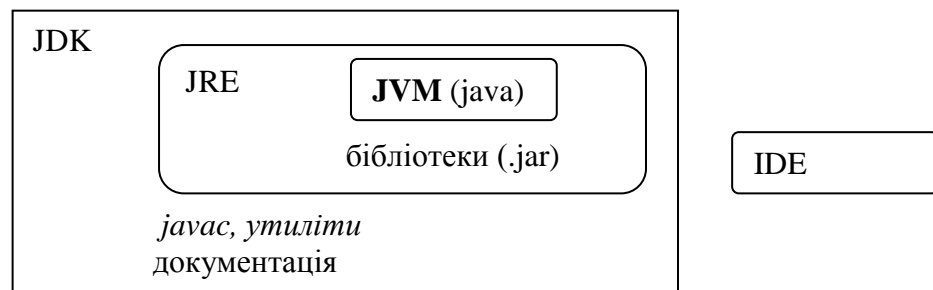 JDK
JRE
JVM (java)
бібліотеки (.jar)
IDE
javac, утиліти
документація